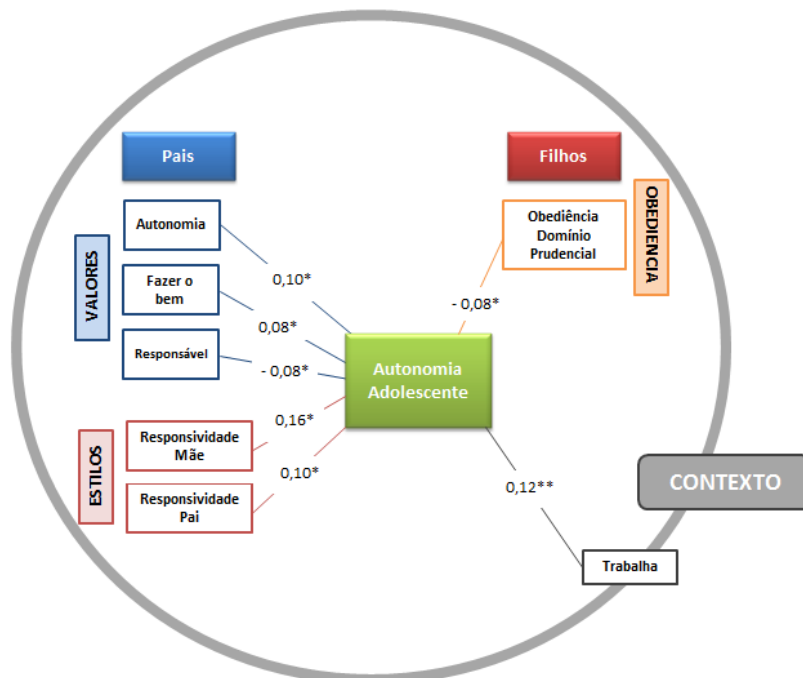 Pais
Filhos
VALORES
Autonomia
Fazer o
bem
Responsável
OBEDIENCIA
Obediência
Domínio
Prudencial
0,10*
0,08*
- 0,08*
- 0,08*
Autonomia
Adolescente
ESTILOS
Responsividade
Mãe
Responsividade
Pai
0,16*
0,10*
0,12**
CONTEXTO
Trabalha